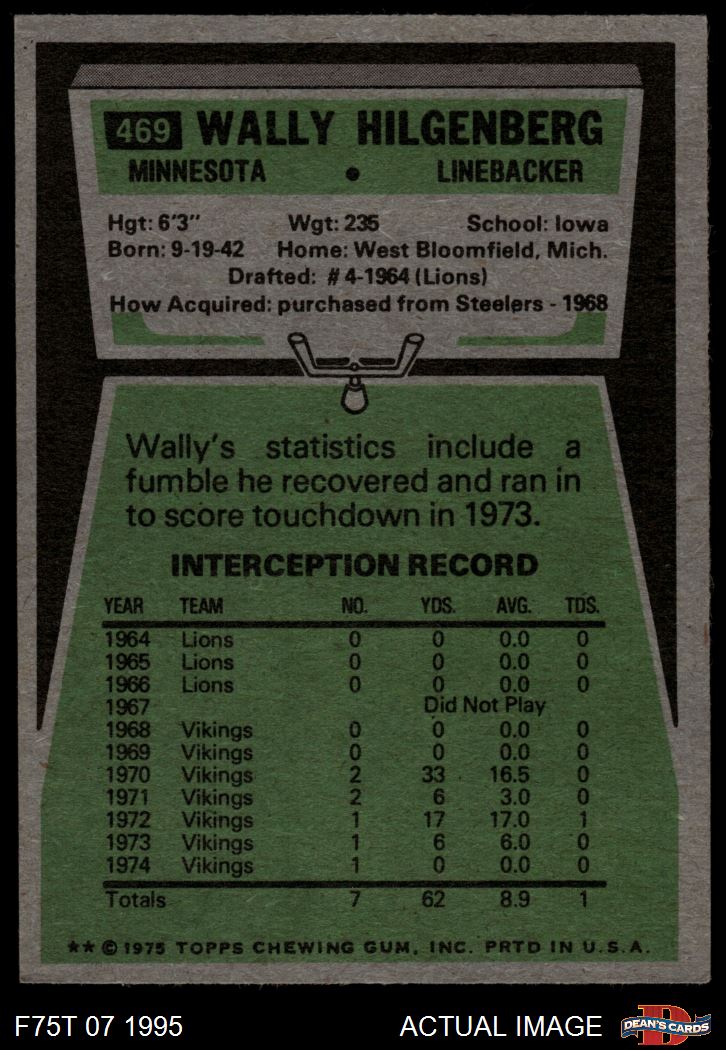 469 WALLY HILGENBERG
MINNESOTA • LINEBACKER
Hgt: 6'3" Wgt: 235 School: Iowa
Born: 9-19-42 Home: West Bloomfield, Mich.
Drafted: #4-1964 (Lions)
How Acquired: purchased from Steelers - 1968
Wally's statistics include a
fumble he recovered and ran in
to score touchdown in 1973.
INTERCEPTION RECORD
YEAR TEAM NO. YDS. AVG. TDS.
1964 Lions 0 0 0.0 0
1965 Lions 0 0 0.0 0
1966 Lions 0 0 0.0 0
1967 Did Not Play
1968 Vikings 0 0 0.0 0
1969 Vikings 0 0 0.0 0
1970 Vikings 2 33 16.5 0
1971 Vikings 2 6 3.0 0
1972 Vikings 1 17 17.0 1
1973 Vikings 1 6 6.0 0
1974 Vikings 1 0 0.0 0
Totals 7 62 8.9 1
** © 1975 TOPPS CHEWING GUM, INC. PRTD IN U.S.A.
F75T 07 1995 ACTUAL IMAGE D DEAN'S CARDS